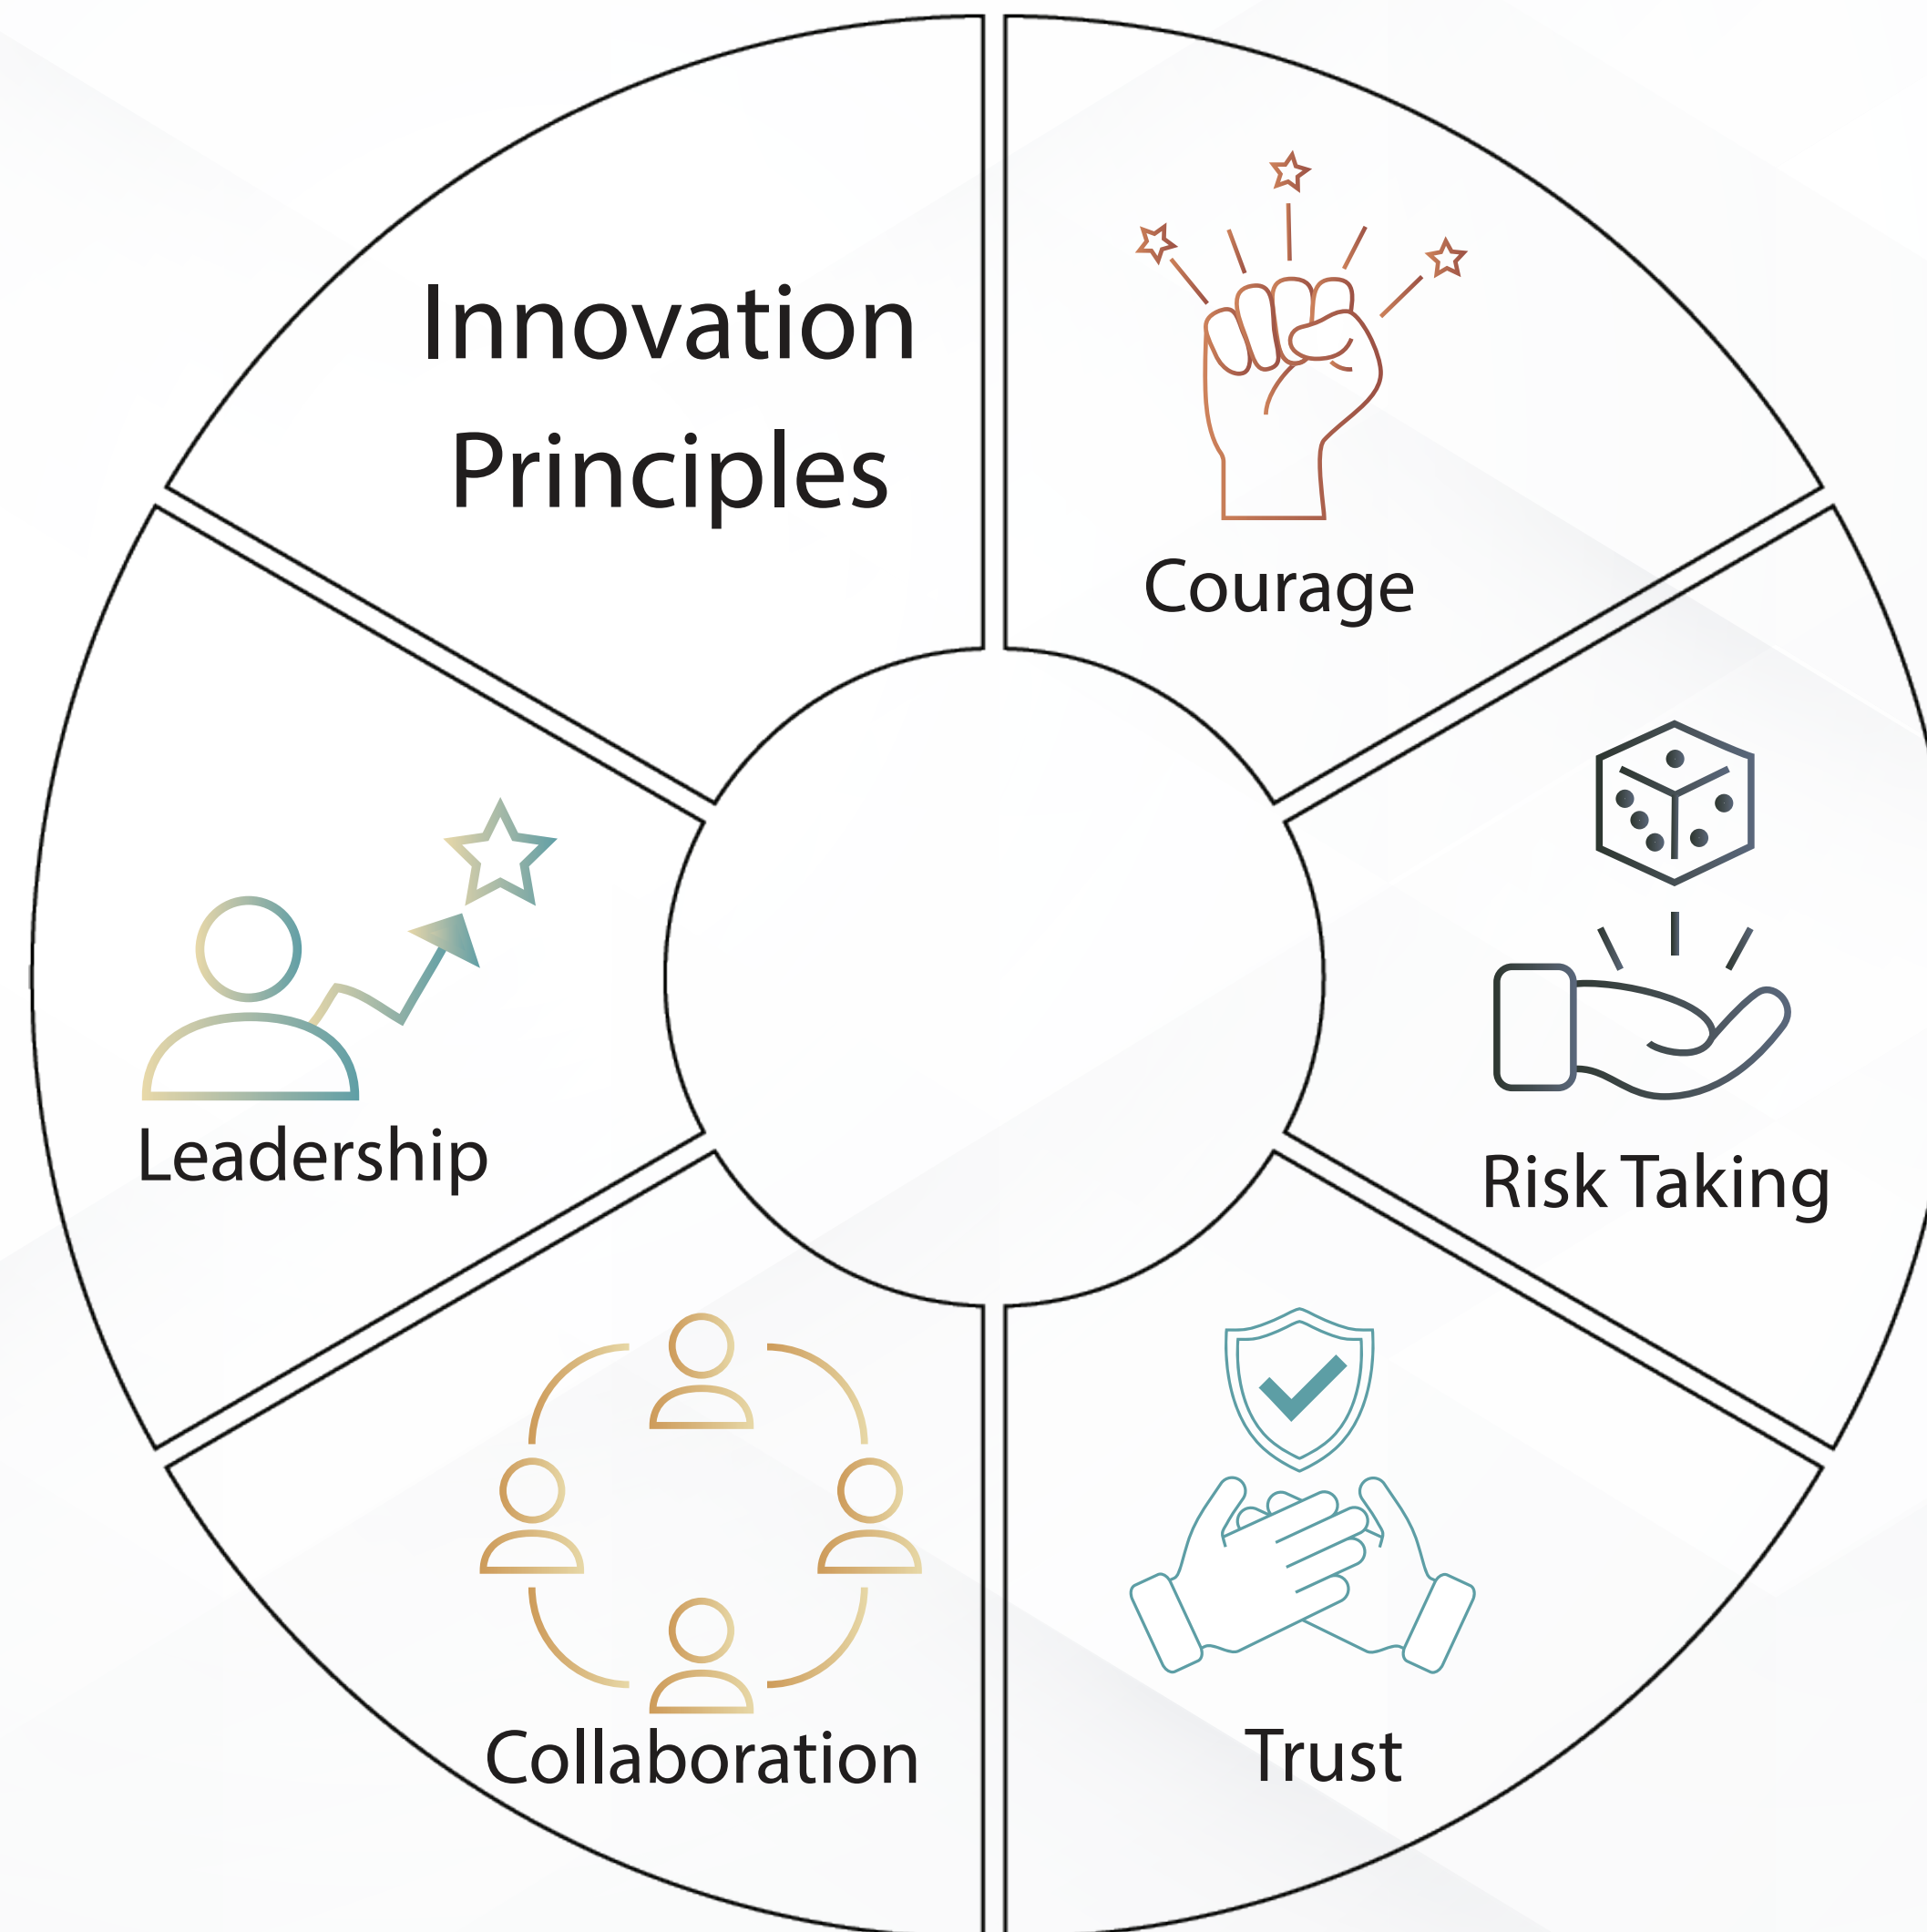 Innovation
Principles
Courage
Risk Taking
Trust
Collaboration
Leadership